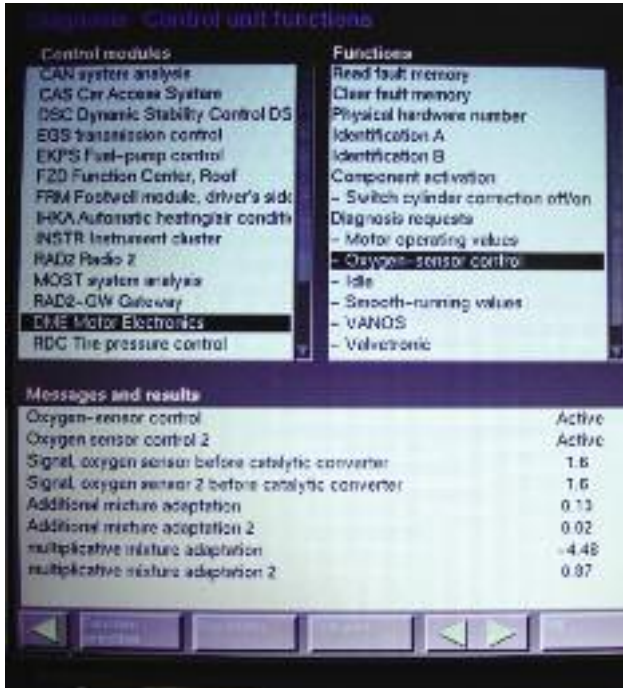 Diagnosis Control unit functions
Control modules
CAN system analysis
CAS Car Access System
DSC Dynamic Stability Control DS
EGS transmission control
EKPS Fuel-pump control
FZD Function Center, Roof
FRM Footwell module, driver's side
IHKA Automatic heating/air conditi
INSTR Instrument cluster
RAD2 Radio 2
MOST system analysis
RAD2-GW Gateway
DME Motor Electronics
RDC Tire pressure control
Functions
Read fault memory
Clear fault memory
Physical hardware number
Identification A
Identification B
Component activation
- Switch cylinder correction off/on
Diagnosis requests
- Motor operating values
- Oxygen-sensor control
- Idle
- Smooth-running values
- VANOS
- Valvetronic
Messages and results
Oxygen-sensor control Active
Oxygen sensor control 2 Active
Signal, oxygen sensor before catalytic converter 1.6
Signal, oxygen sensor 2 before catalytic converter 1.6
Additional mixture adaptation 0.13
Additional mixture adaptation 2 0.02
multiplicative mixture adaptation -4.48
multiplicative mixture adaptation 2 0.87